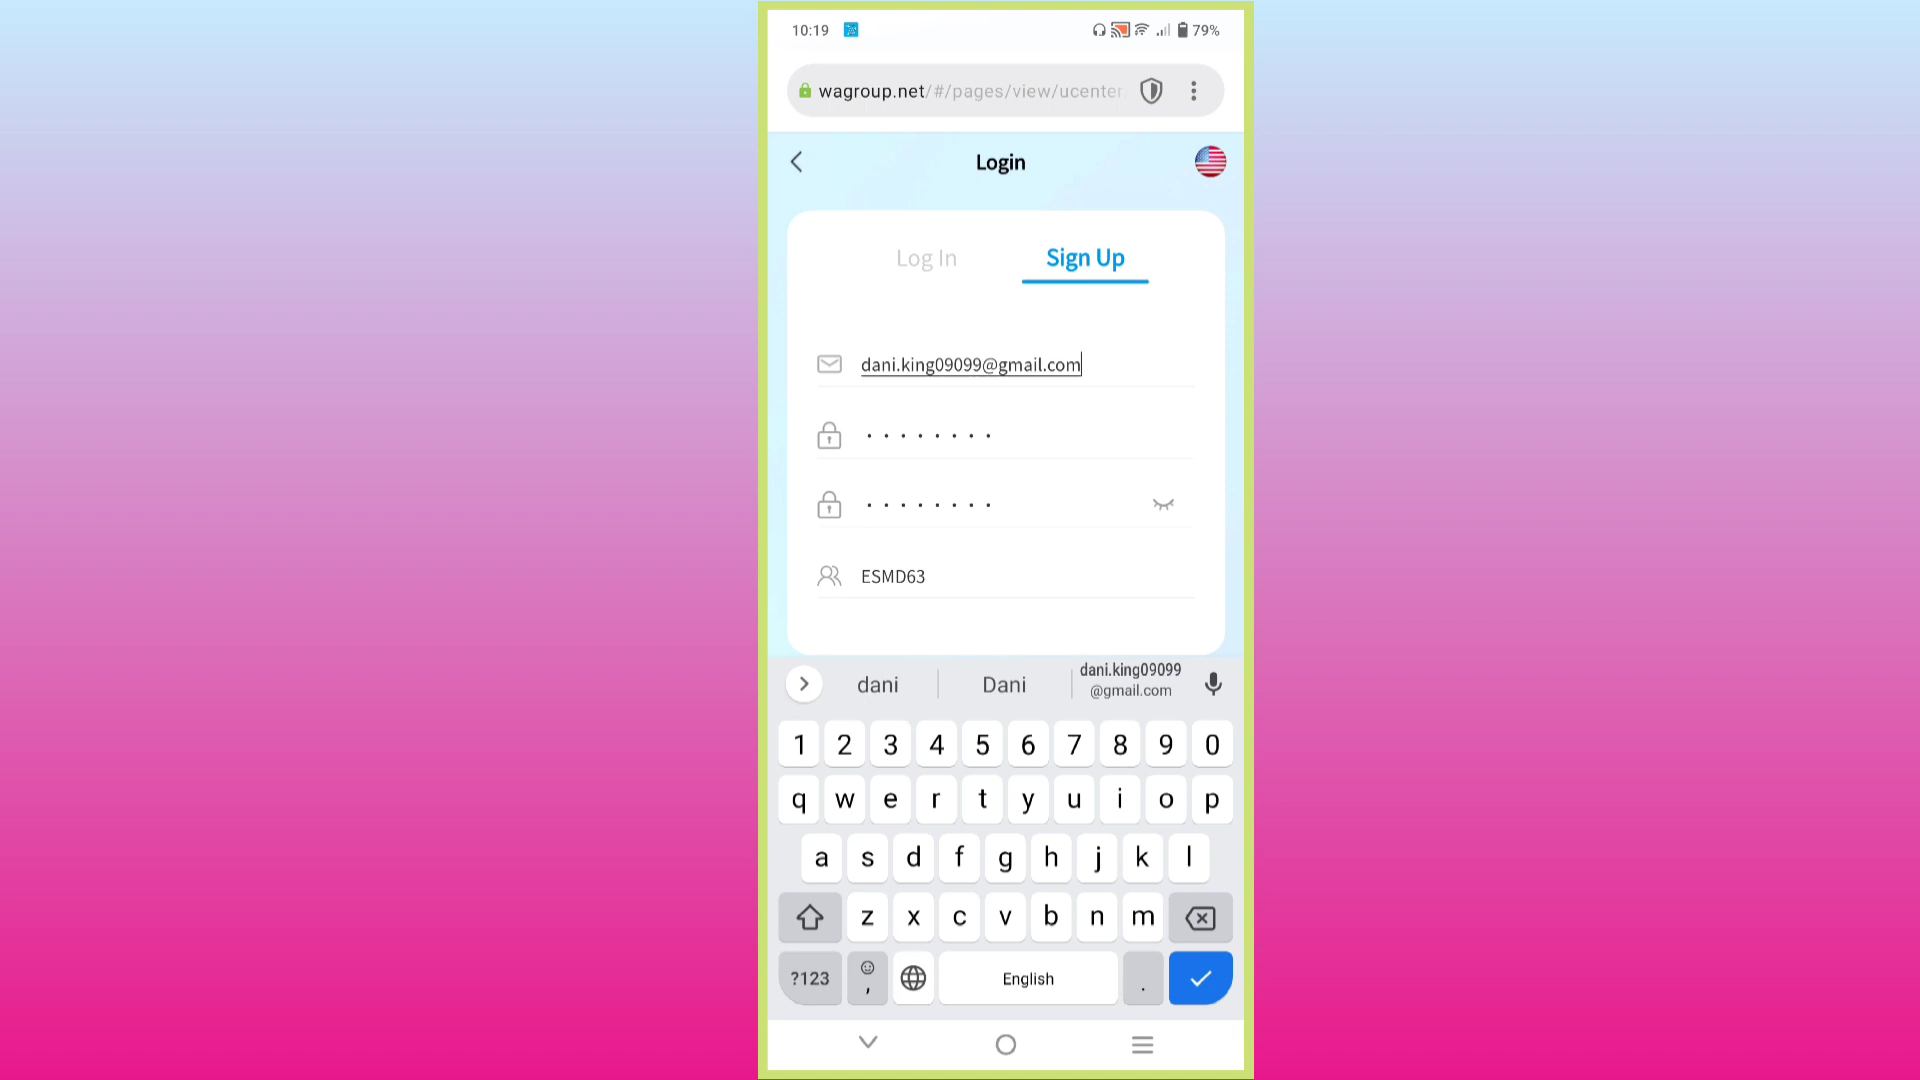 10:19
79%
wagroup.net/#/pages/view/ucenter
Login
Log In
Sign Up
dani.king09099@gmail.com
ESMD63
dani
Dani
dani.king09099
@gmail.com
1 2 3 4 5 6 7 8 9 0
q w e r t y u i o p
a s d f g h j k l
z x c v b n m
?123 , English .